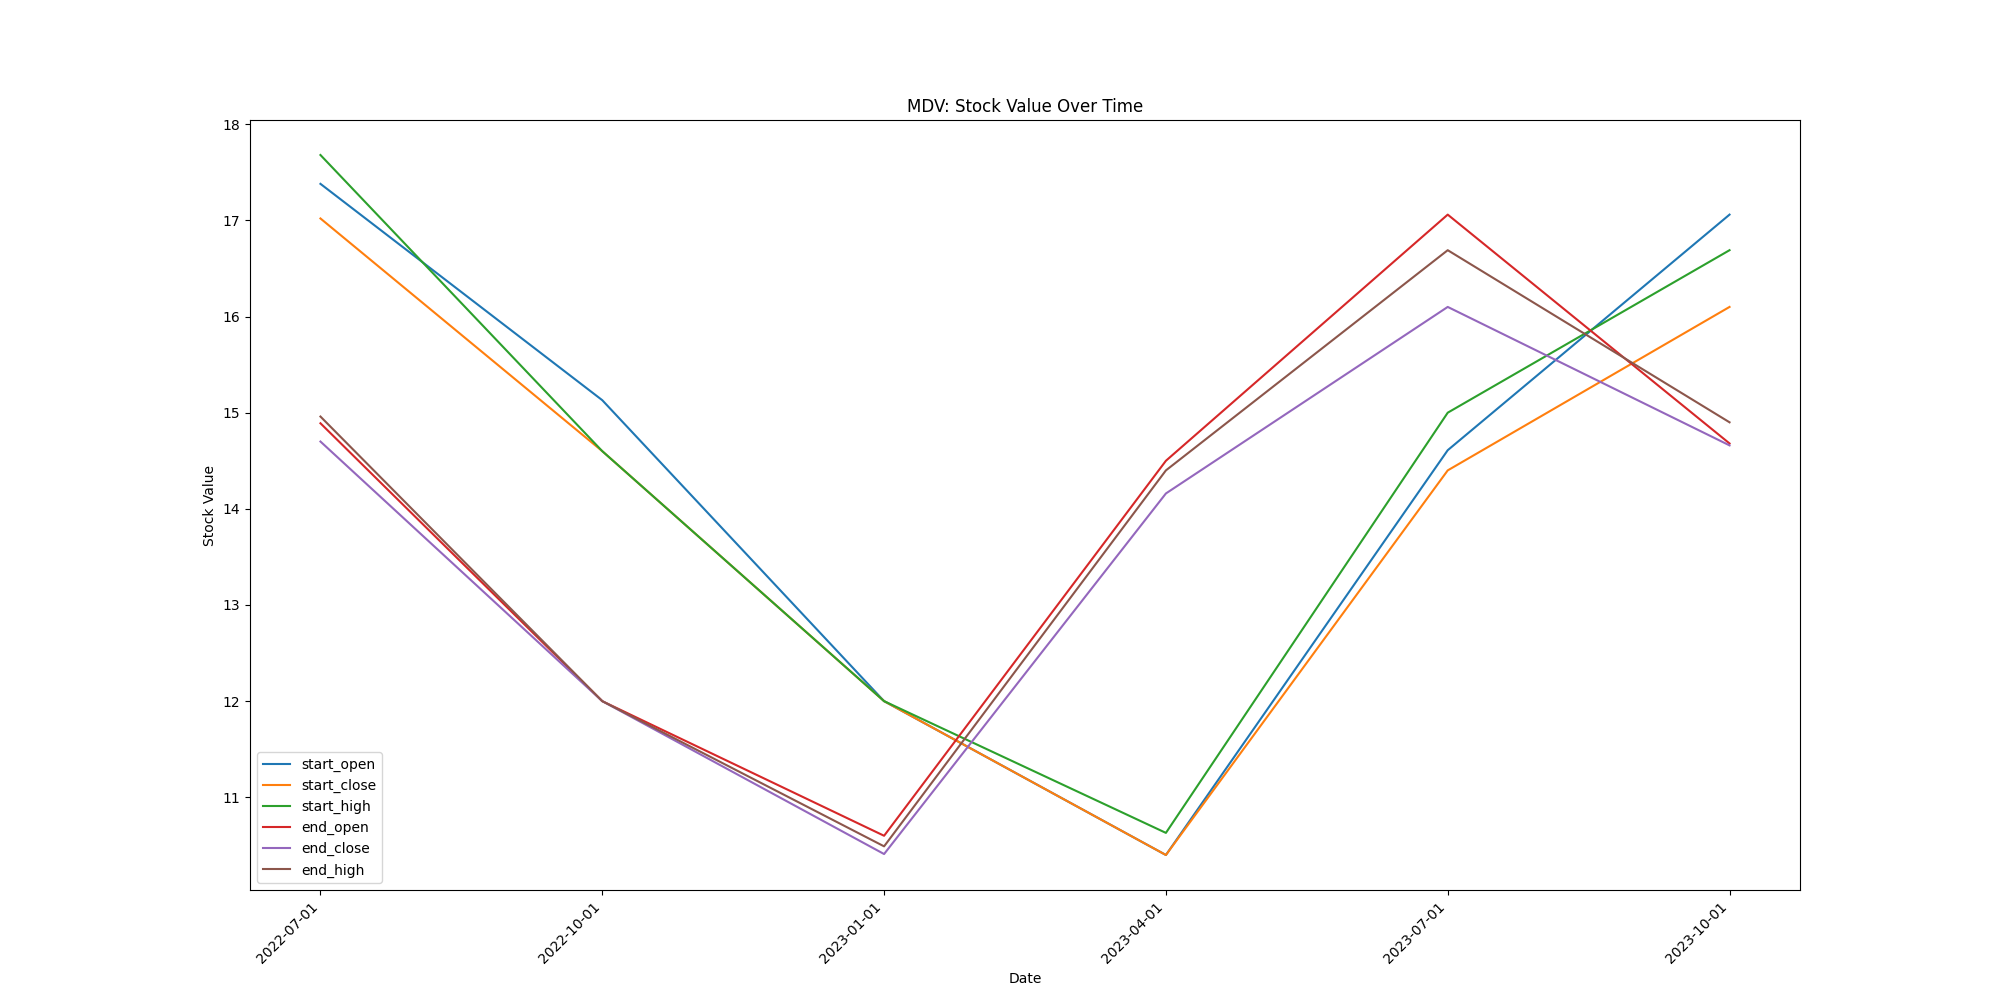 MDV: Stock Value Over Time
18
17
16
15
14
13
12
11
Stock Value
start_open
start_close
start_high
end_open
end_close
end_high
2022-07-01
2022-10-01
2023-01-01
2023-04-01
2023-07-01
2023-10-01
Date